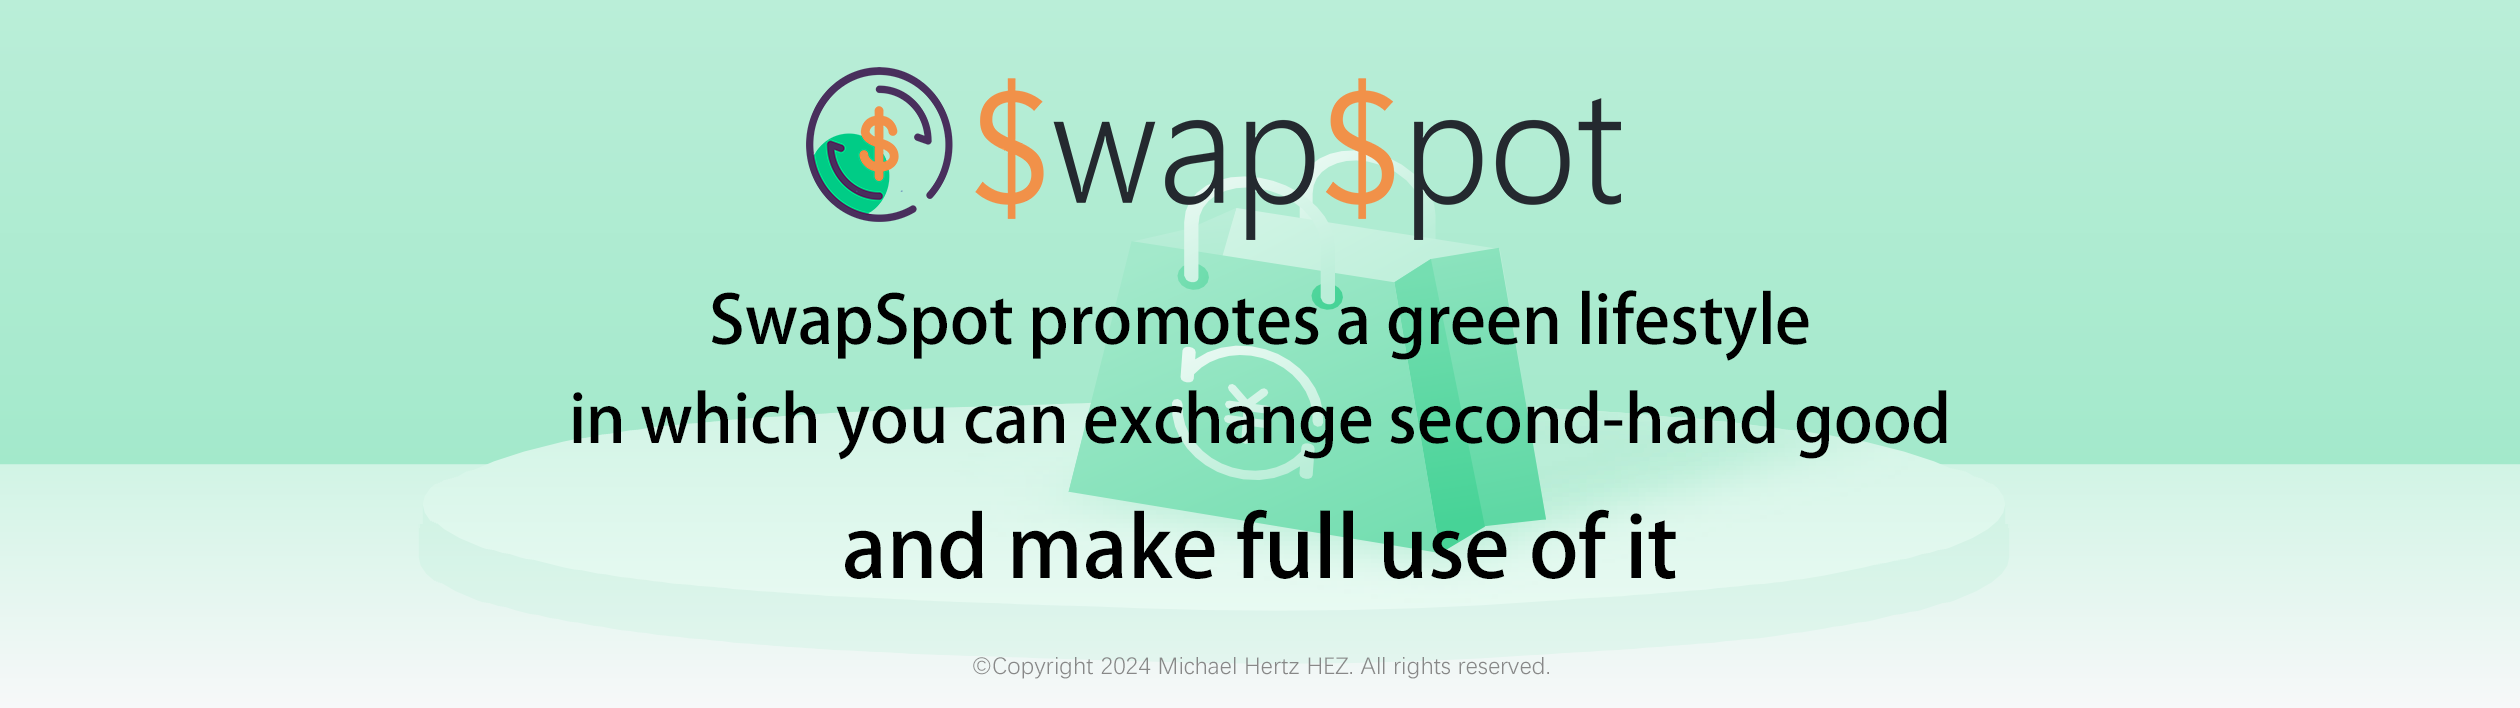 $wap$pot
SwapSpot promotes a green lifestyle
in which you can exchange second-hand good
and make full use of it
©Copyright 2024 Michael Hertz HEZ. All rights reserved.